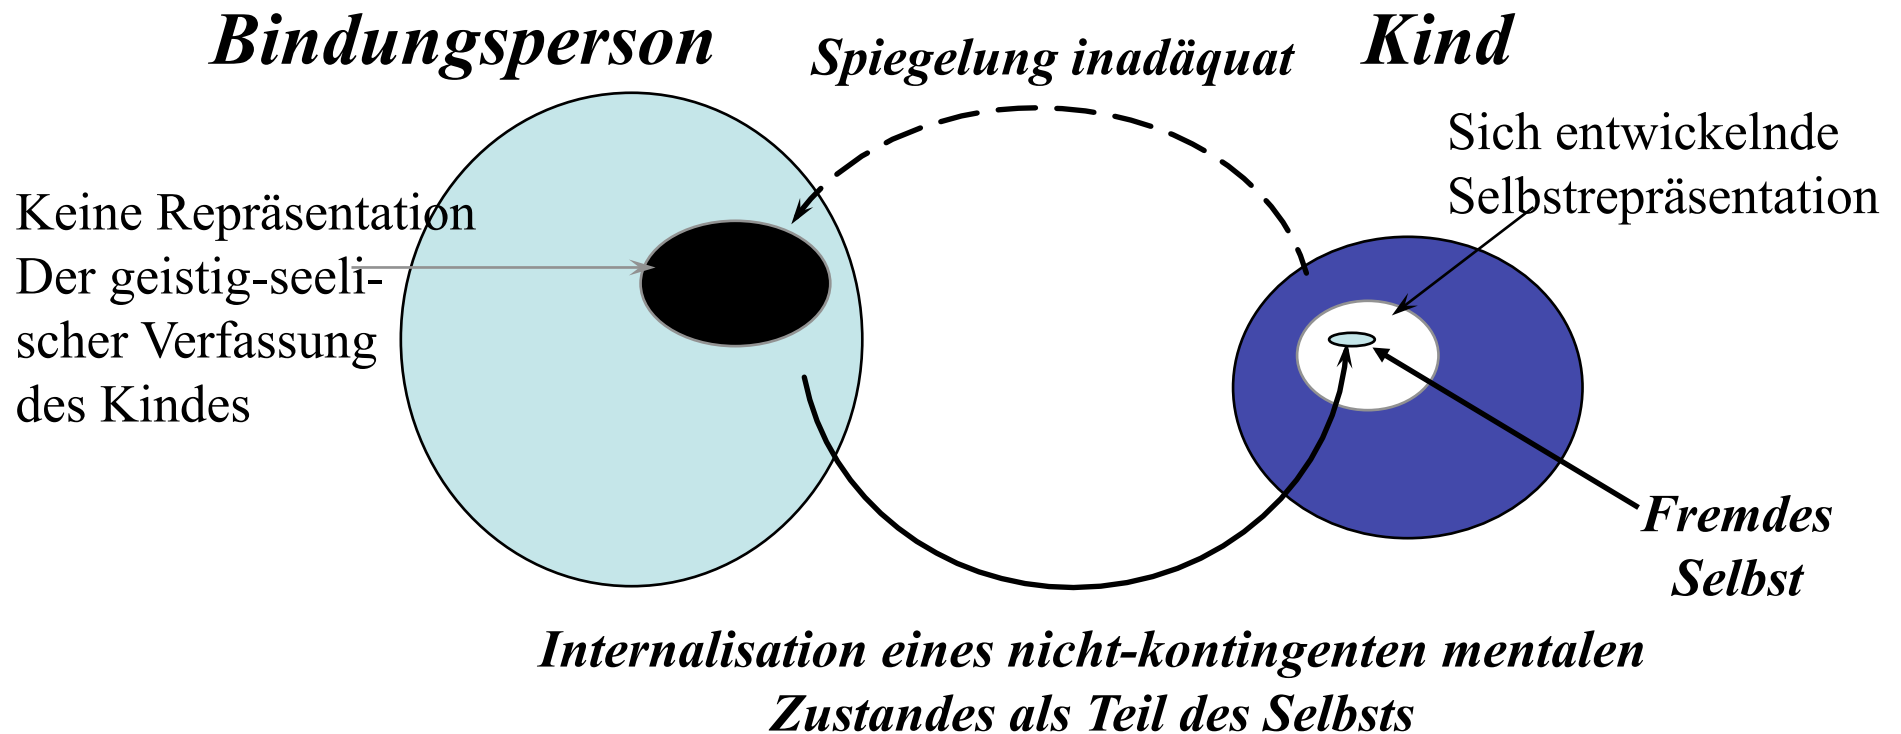 Bindungsperson
Spiegelung inadäquat
Kind
Sich entwickelnde
Selbstrepräsentation
Keine Repräsentation
Der geistig-seeli-
scher Verfassung
des Kindes
Fremdes
Selbst
Internalisation eines nicht-kontingenten mentalen
Zustandes als Teil des Selbsts